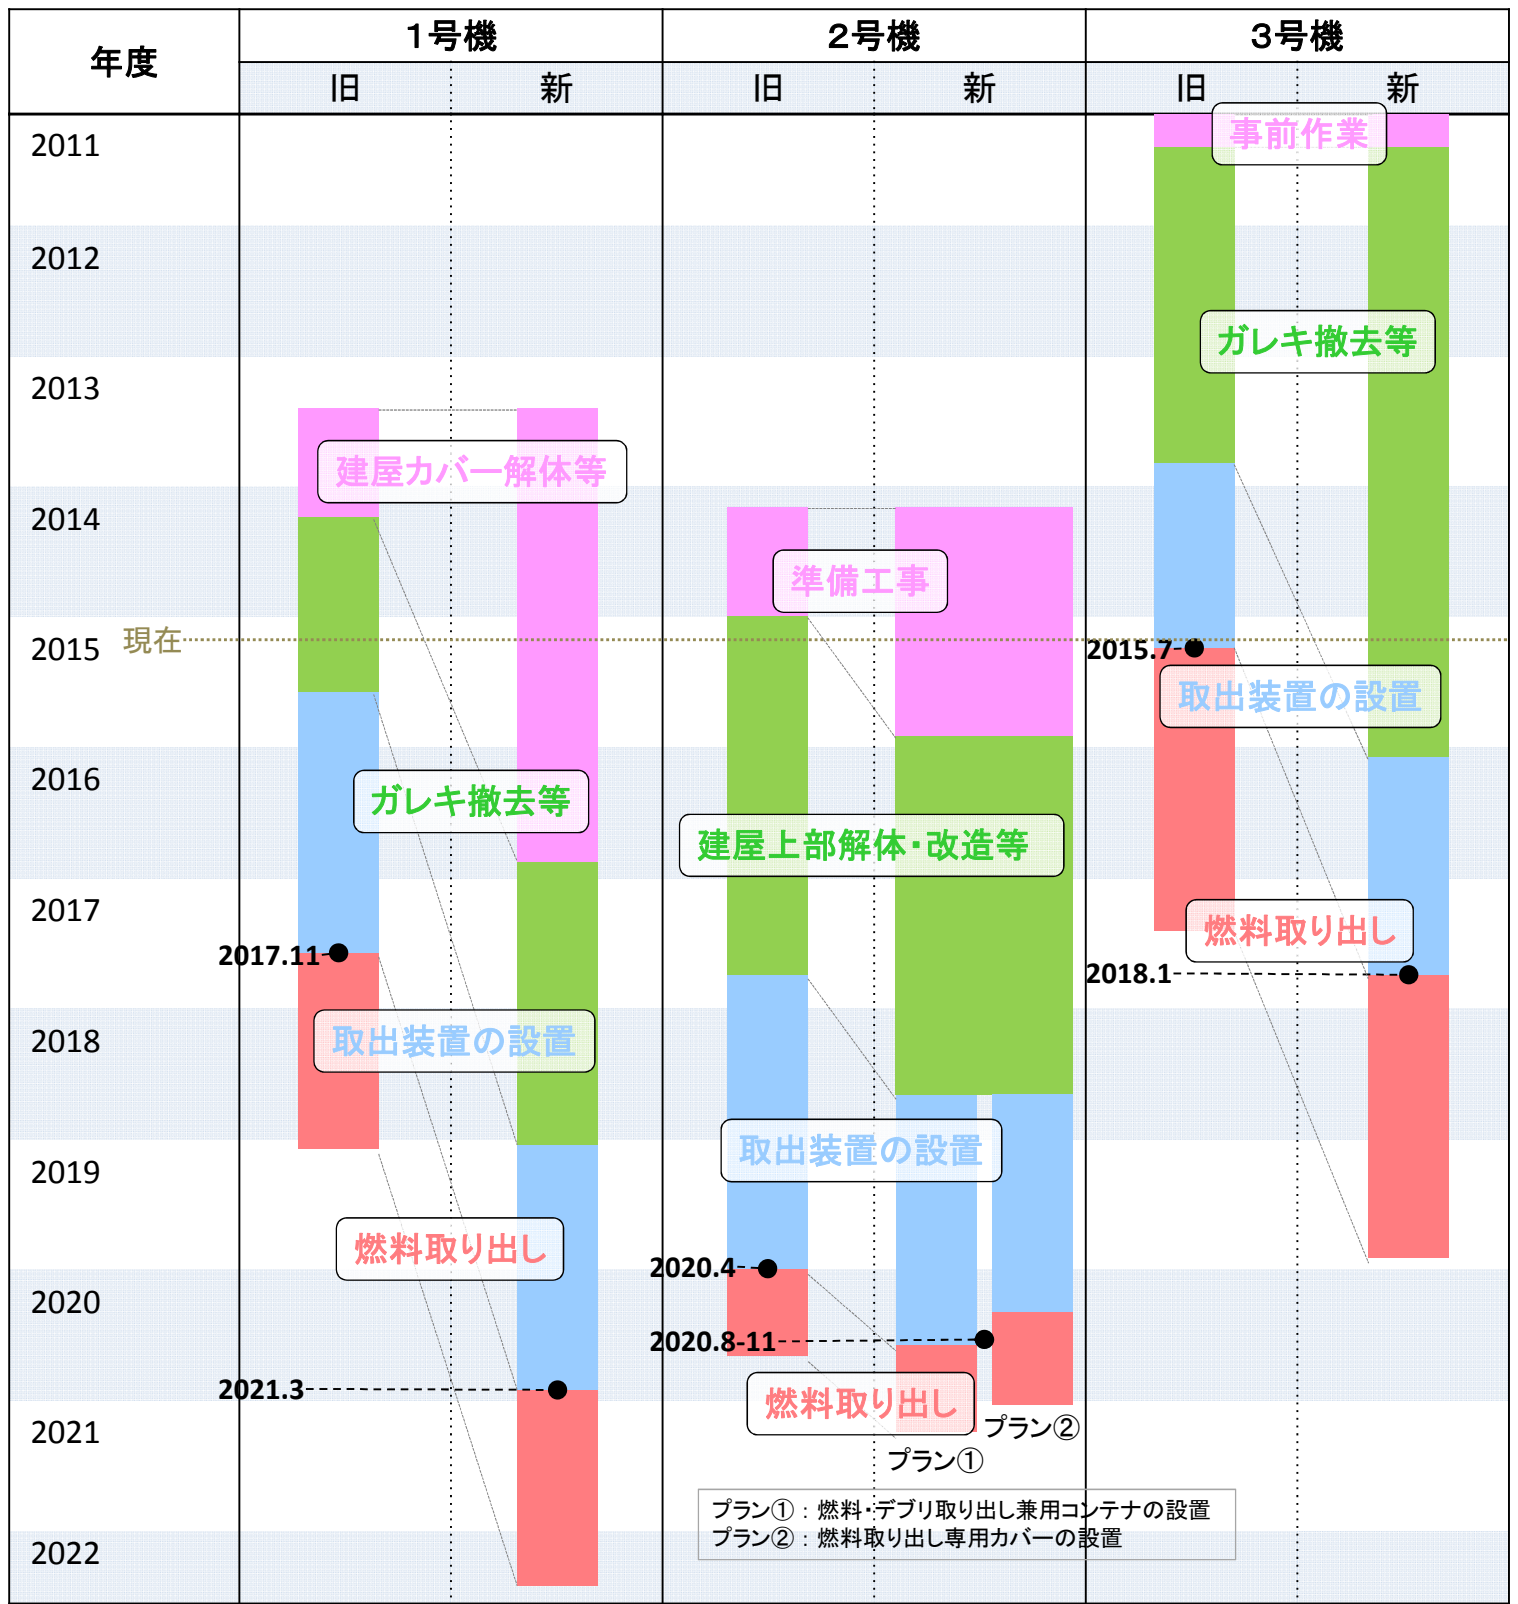 年度
1号機
2号機
3号機
旧
新
旧
新
旧
新
2011
事前作業
2012
ガレキ撤去等
2013
建屋カバー解体等
2014
準備工事
現在
2015
2015.7
取出装置の設置
2016
ガレキ撤去等
建屋上部解体・改造等
2017
燃料取り出し
2017.11
2018.1
2018
取出装置の設置
取出装置の設置
2019
燃料取り出し
2020.4
2020
2020.8-11
2021.3
燃料取り出し
2021
プラン②
プラン①
プラン①：燃料・デブリ取り出し兼用コンテナの設置
プラン②：燃料取り出し専用カバーの設置
2022